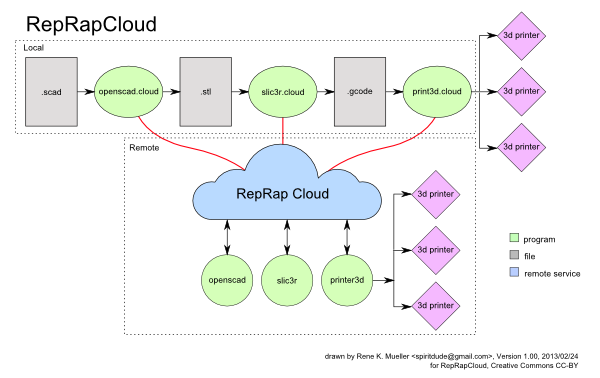 RepRapCloud
Local
.scad
openscad.cloud
.stl
slic3r.cloud
.gcode
print3d.cloud
3d printer
3d printer
3d printer
Remote
RepRap Cloud
openscad
slic3r
printer3d
3d printer
3d printer
3d printer
program
file
remote service
drawn by Rene K. Mueller <spiritdude@gmail.com>, Version 1.00, 2013/02/24
for RepRapCloud, Creative Commons CC-BY